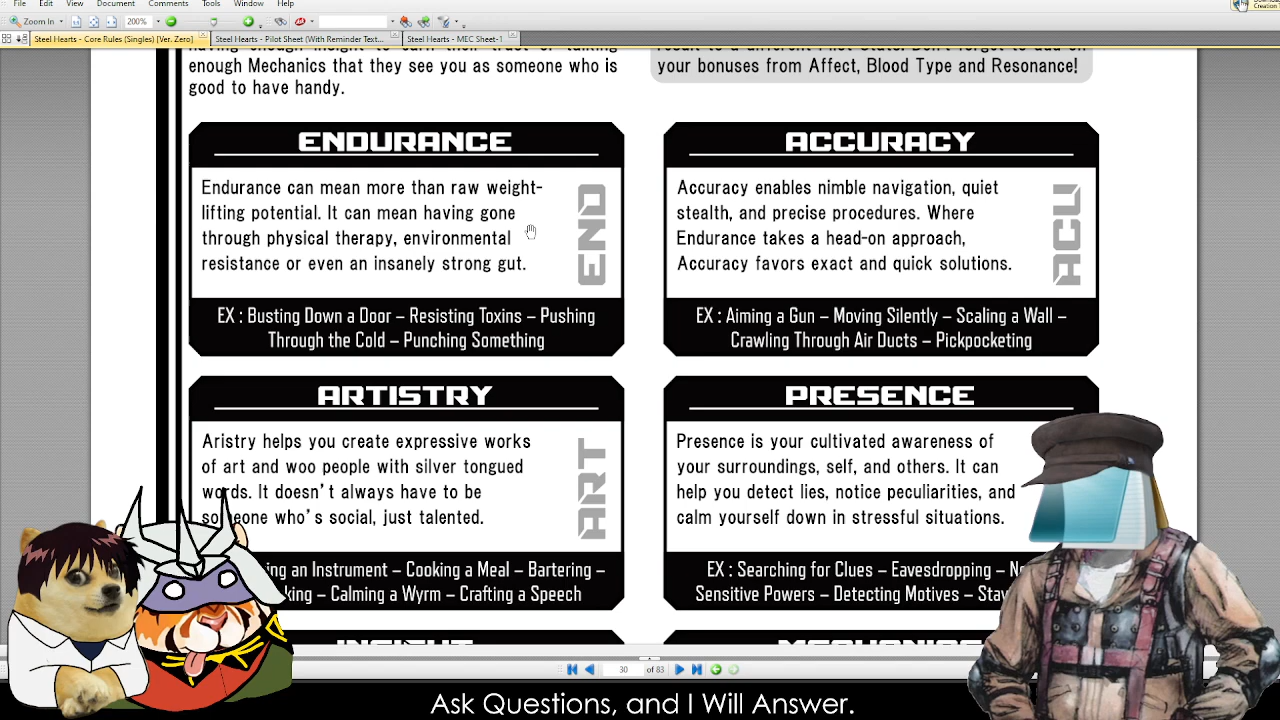 File Edit View Document Comments Tools Window Help
Zoom In 200%
Creation
Steel Hearts - Core Rules (Singles) [Ver. Zero] Steel Hearts - Pilot Sheet (With Reminder Text... Steel Hearts - MEC Sheet-1
enough Mechanics that they see you as someone who is
good to have handy.
your bonuses from Affect, Blood Type and Resonance!
ENDURANCE
Endurance can mean more than raw weight-
lifting potential. It can mean having gone
through physical therapy, environmental
resistance or even an insanely strong gut.
END
EX : Busting Down a Door – Resisting Toxins – Pushing
Through the Cold – Punching Something
ACCURACY
Accuracy enables nimble navigation, quiet
stealth, and precise procedures. Where
Endurance takes a head-on approach,
Accuracy favors exact and quick solutions.
ACU
EX : Aiming a Gun – Moving Silently – Scaling a Wall –
Crawling Through Air Ducts – Pickpocketing
ARTISTRY
Aristry helps you create expressive works
of art and woo people with silver tongued
words. It doesn't always have to be
someone who's social, just talented.
ART
an Instrument – Cooking a Meal – Bartering –
– Calming a Wyrm – Crafting a Speech
PRESENCE
Presence is your cultivated awareness of
your surroundings, self, and others. It can
help you detect lies, notice peculiarities, and
calm yourself down in stressful situations.
EX : Searching for Clues – Eavesdropping –
Sensitive Powers – Detecting Motives –
30 of 83
Ask Questions, and I Will Answer.